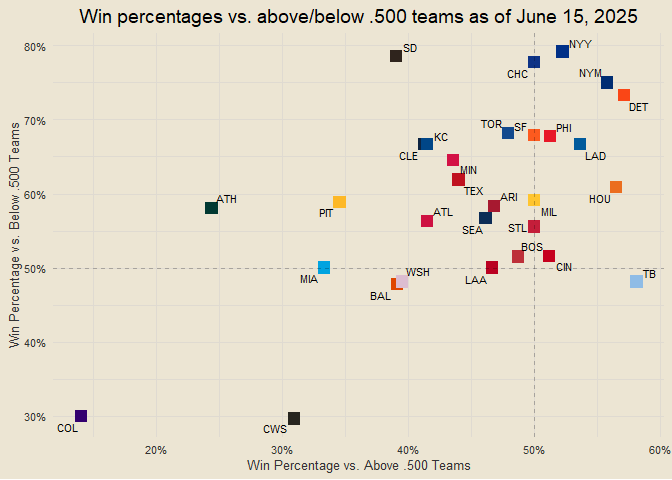 Win percentages vs. above/below .500 teams as of June 15, 2025
Win Percentage vs. Below .500 Teams
80%
70%
60%
50%
40%
30%
SD
NYY
CHC
NYM
DET
TOR
SF
PHI
KC
CLE
LAD
MIN
TEX
HOU
ATH
PIT
ARI
ATL
MIL
SEA
STL
BOS
CIN
MIA
WSH
LAA
TB
BAL
COL
CWS
20%
30%
40%
50%
60%
Win Percentage vs. Above .500 Teams